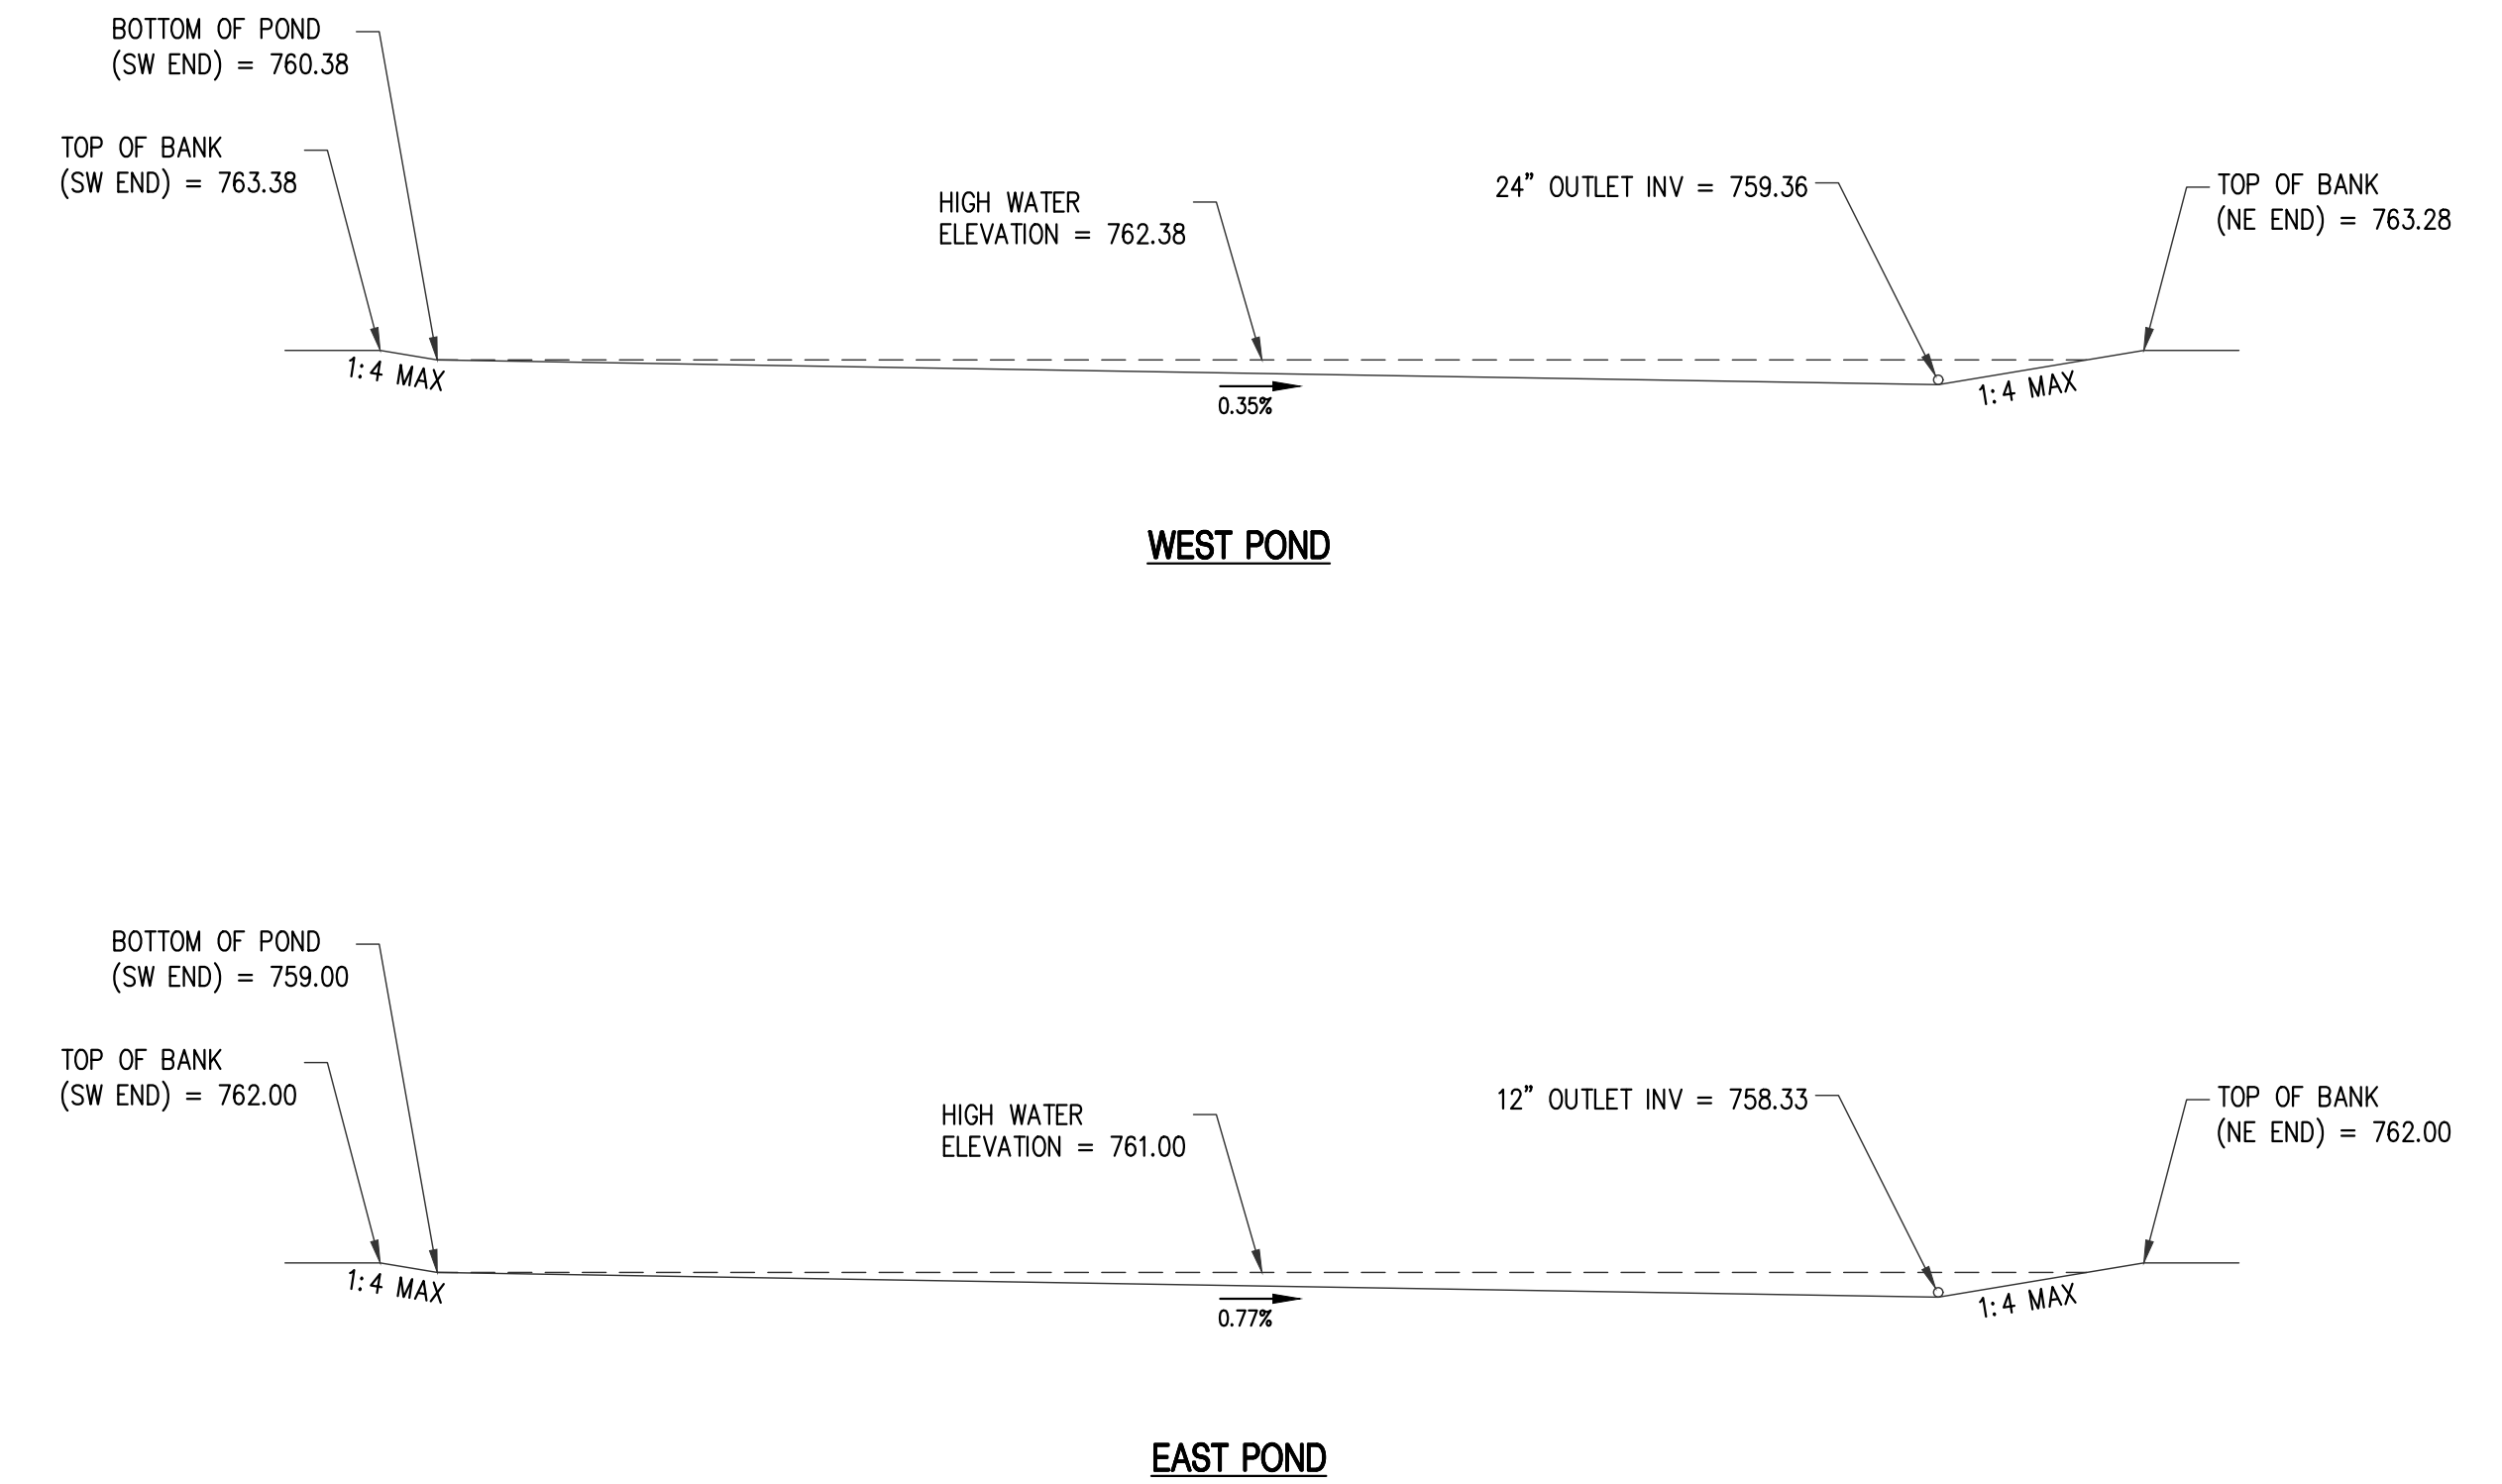 BOTTOM OF POND
(SW END) = 760.38
TOP OF BANK
(SW END) = 763.38
HIGH WATER
ELEVATION = 762.38
24” OUTLET INV = 759.36
TOP OF BANK
(NE END) = 763.28
1:4 MAX
0.35%
1:4 MAX
WEST POND
BOTTOM OF POND
(SW END) = 759.00
TOP OF BANK
(SW END) = 762.00
HIGH WATER
ELEVATION = 761.00
12” OUTLET INV = 758.33
TOP OF BANK
(NE END) = 762.00
1:4 MAX
0.77%
1:4 MAX
EAST POND